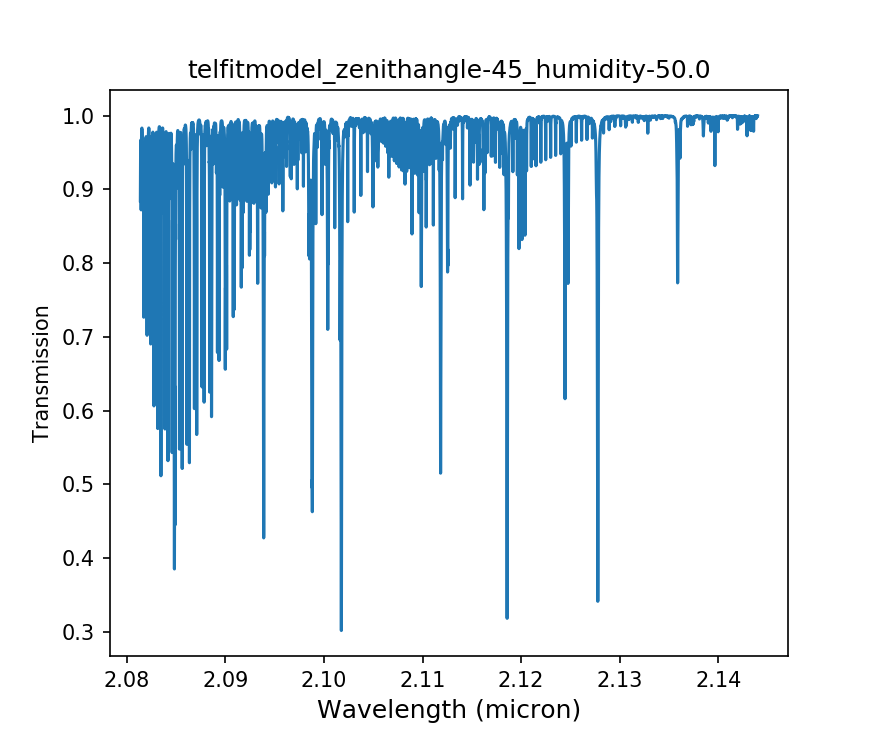 telfitmodel_zenithangle-45_humidity-50.0
1.0
0.9
0.8
0.7
0.6
0.5
0.4
0.3
Transmission
2.08 2.09 2.10 2.11 2.12 2.13 2.14
Wavelength (micron)